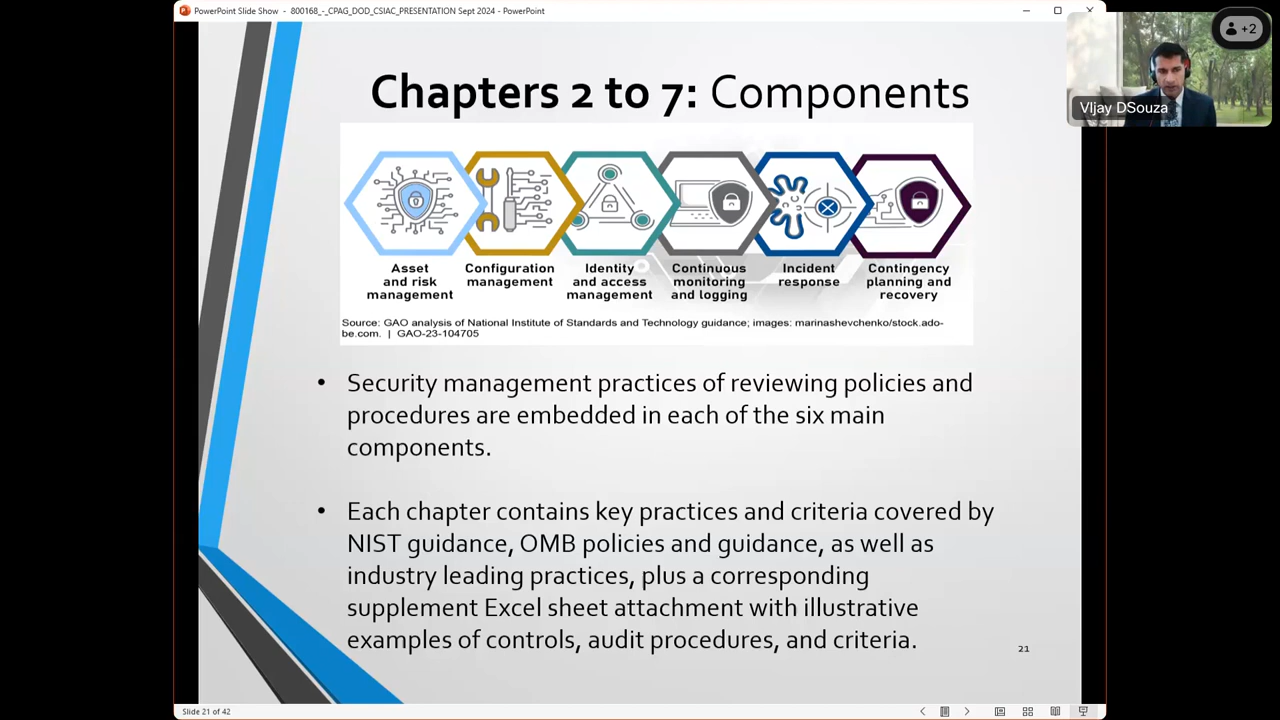 PowerPoint Slide Show - 800168_-_CPAG_DOD_CSIAC_PRESENTATION Sept 2024 - PowerPoint
+2
VIjay DSouza
Chapters 2 to 7: Components
Asset
and risk
management
Configuration
management
Identity
and access
management
Continuous
monitoring
and logging
Incident
response
Contingency
planning and
recovery
Source: GAO analysis of National Institute of Standards and Technology guidance; images: marinashevchenko/stock.ado-
be.com. | GAO-23-104705
• Security management practices of reviewing policies and
procedures are embedded in each of the six main
components.
• Each chapter contains key practices and criteria covered by
NIST guidance, OMB policies and guidance, as well as
industry leading practices, plus a corresponding
supplement Excel sheet attachment with illustrative
examples of controls, audit procedures, and criteria.
21
Slide 21 of 42